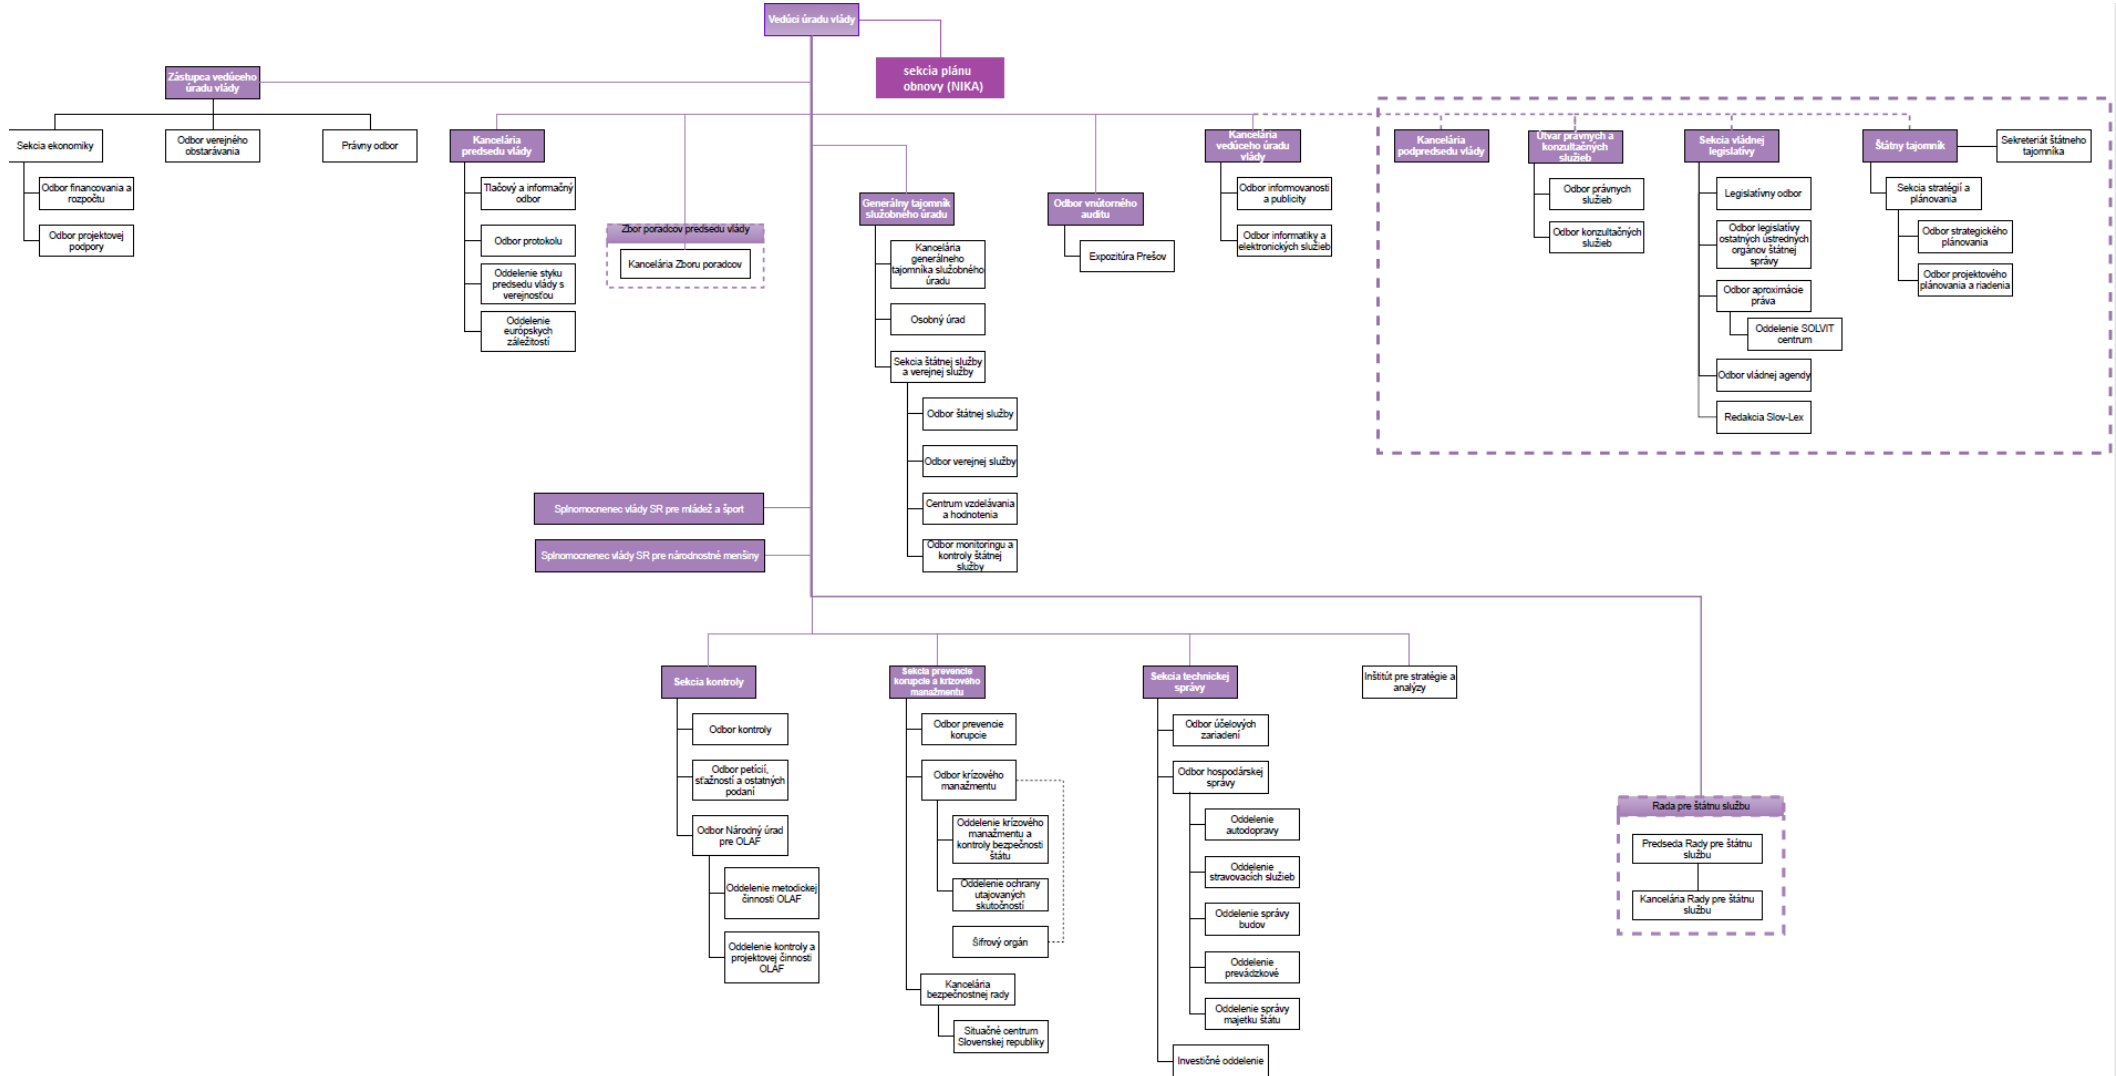 Vedúci úradu vlády
sekcia plánu
obnovy (NIKA)
Zástupca vedúceho
úradu vlády
Sekcia ekonomiky
Odbor financovania a
rozpočtu
Odbor projektovej
podpory
Odbor verejného
obstarávania
Právny odbor
Kancelária
predsedu vlády
Tlačový a informačný
odbor
Odbor protokolu
Oddelenie styku
predsedu vlády s
verejnosťou
Oddelenie
európskych
záležitostí
Zbor poradcov predsedu vlády
Kancelária Zboru poradcov
Generálny tajomník
služobného úradu
Kancelária
generálneho
tajomníka služobného
úradu
Osobný úrad
Sekcia štátnej služby
a verejnej služby
Odbor štátnej služby
Odbor verejnej služby
Centrum vzdelávania
a hodnotenia
Odbor monitoringu a
kontroly štátnej
služby
Odbor vnútorného
auditu
Expozitúra Prešov
Kancelária
vedúceho úradu
vlády
Odbor informovanosti
a publicity
Odbor informatiky a
elektronických služieb
Kancelária
podpredsedu vlády
Útvar právnych a
konzultačných
služieb
Odbor právnych
služieb
Odbor konzultačných
služieb
Sekcia vládnej
legislatívy
Legislatívny odbor
Odbor legislatívy
ostatných ústredných
orgánov štátnej
správy
Odbor aproximácie
práva
Oddelenie SOLVIT
centrum
Odbor vládnej agendy
Redakcia Slov-Lex
Štátny tajomník
Sekretariát štátneho
tajomníka
Sekcia stratégií a
plánovania
Odbor strategického
plánovania
Odbor projektového
plánovania a riadenia
Splnomocnenec vlády SR pre mládež a šport
Splnomocnenec vlády SR pre národnostné menšiny
Sekcia kontroly
Odbor kontroly
Odbor petícií,
sťažností a ostatných
podaní
Odbor Národný úrad
pre OLAF
Oddelenie metodickej
činnosti OLAF
Oddelenie kontroly a
projektovej činnosti
OLAF
Sekcia prevencie
korupcie a krízového
manažmentu
Odbor prevencie
korupcie
Odbor krízového
manažmentu
Oddelenie krízového
manažmentu a
kontroly bezpečnosti
štátu
Oddelenie ochrany
utajovaných
skutočností
Šifrový orgán
Kancelária
bezpečnostnej rady
Situačné centrum
Slovenskej republiky
Sekcia technickej
správy
Odbor účelových
zariadení
Odbor hospodárskej
správy
Oddelenie
autodopravy
Oddelenie
stravovacích služieb
Oddelenie správy
budov
Oddelenie
prevádzkové
Oddelenie správy
majetku štátu
Investičné oddelenie
Inštitút pre stratégie a
analýzy
Rada pre štátnu službu
Predseda Rady pre štátnu
službu
Kancelária Rady pre štátnu
službu